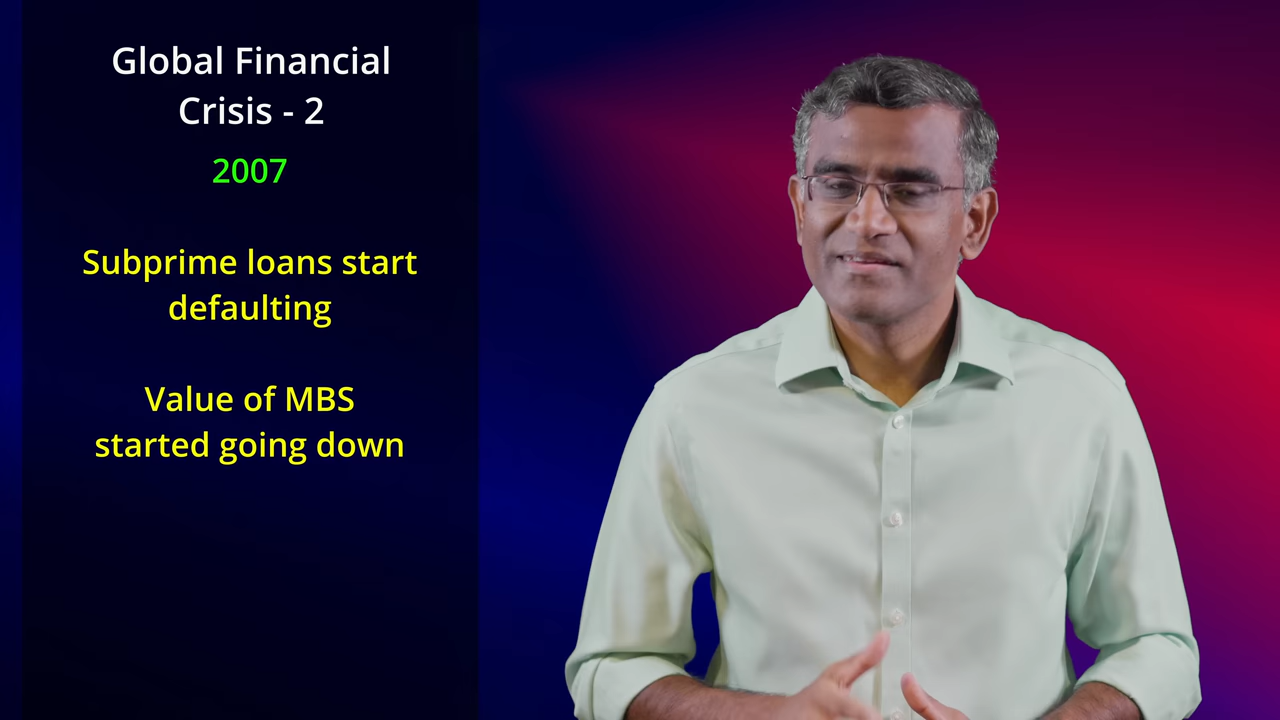 Global Financial
Crisis - 2
2007
Subprime loans start
defaulting
Value of MBS
started going down